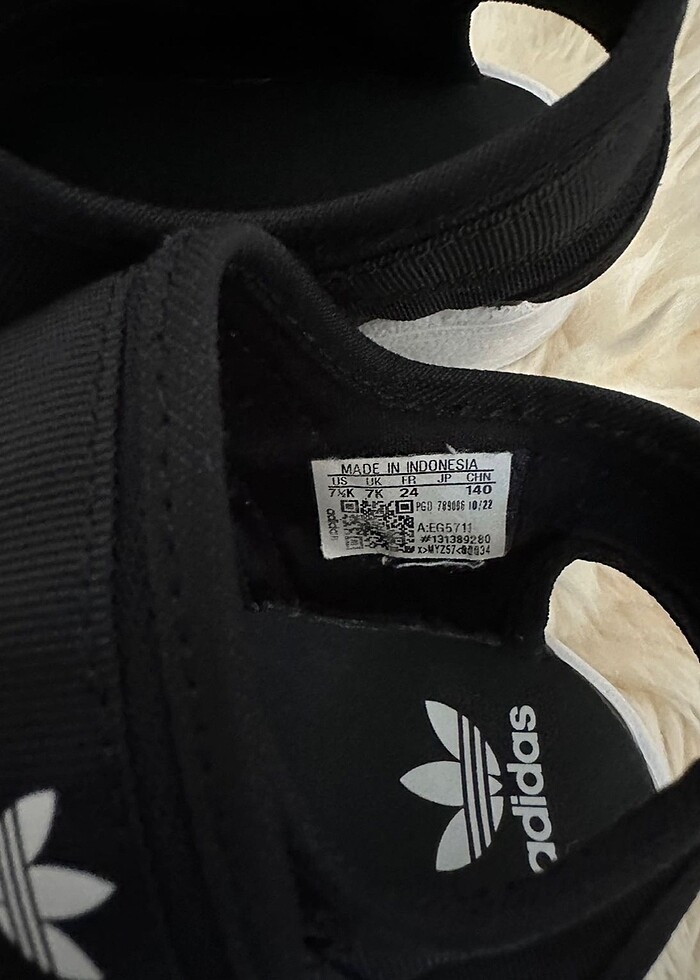 MADE IN INDONESIA
US UK FR JP CHN
7½K 7K 24 140
PGD 789006 10/22
A:EG5711
#131389280
adidas
adidas